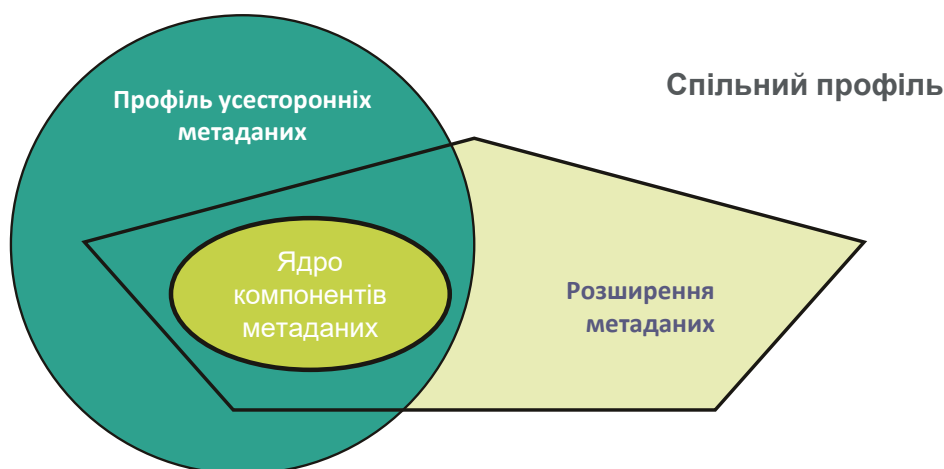 Профіль усесторонніх
метаданих
Спільний профіль
Ядро
компонентів
метаданих
Розширення
метаданих